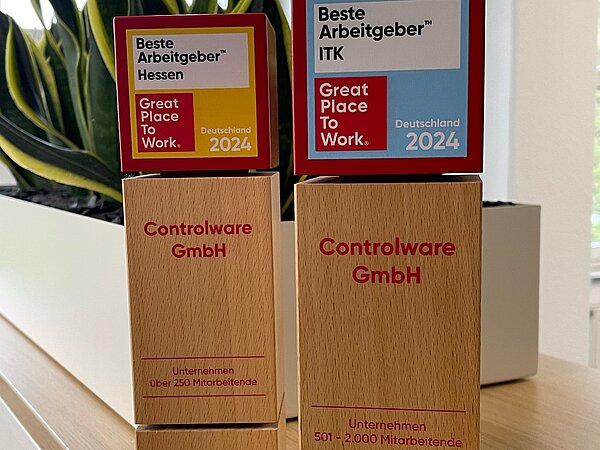 Beste
Arbeitgeber™
Hessen
Great
Place
To
Work®
Deutschland
2024
Controlware
GmbH
Unternehmen
über 250 Mitarbeitende
Beste
Arbeitgeber™
ITK
Great
Place
To
Work®
Deutschland
2024
Controlware
GmbH
Unternehmen
501 - 2.000 Mitarbeitende